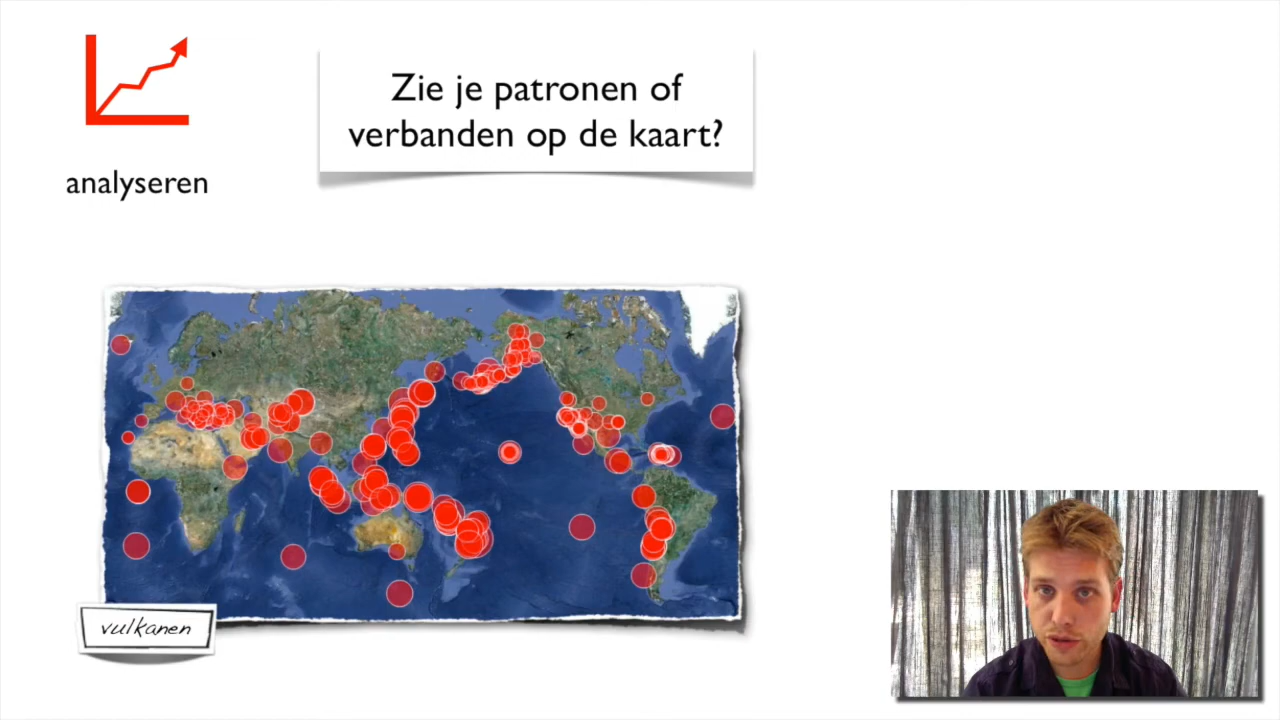 Zie je patronen of
verbanden op de kaart?
analyseren
vulkanen